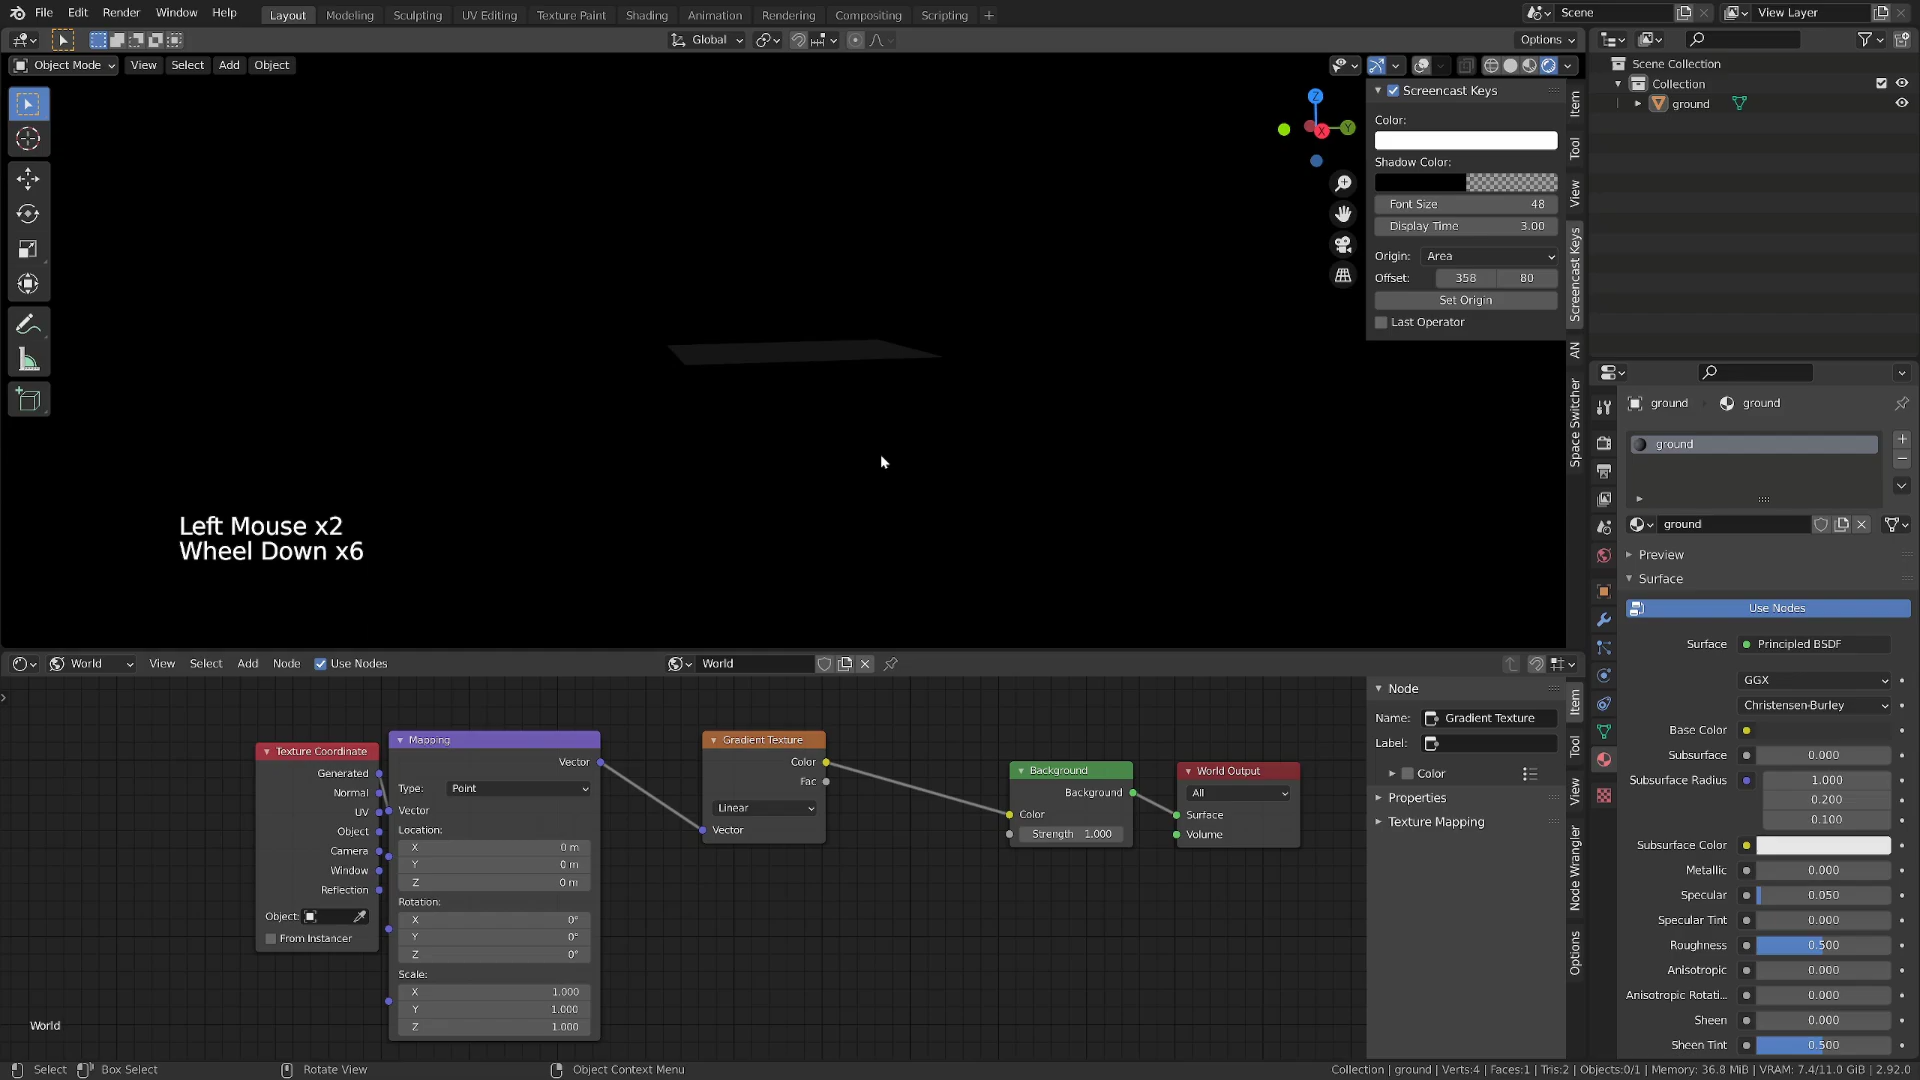 File Edit Render Window Help Layout Modeling Sculpting UV Editing Texture Paint Shading Animation Rendering Compositing Scripting + Scene View Layer
Global Options
Object Mode View Select Add Object
Scene Collection
Collection
ground
Z
X
Y
Screencast Keys
Color:
Shadow Color:
Font Size 48
Display Time 3.00
Origin: Area
Offset: 358 80
Set Origin
Last Operator
Item
Tool
View
Screencast Keys
AN
Space Switcher
Left Mouse x2
Wheel Down x6
ground ground
ground
ground
Preview
Surface
Use Nodes
Surface Principled BSDF
GGX
Christensen-Burley
Base Color
Subsurface 0.000
Subsurface Radius 1.000
0.200
0.100
Subsurface Color
Metallic 0.000
Specular 0.050
Specular Tint 0.000
Roughness 0.500
Anisotropic 0.000
Anisotropic Rotati... 0.000
Sheen 0.000
Sheen Tint 0.500
World View Select Add Node Use Nodes World
Texture Coordinate
Generated
Normal
UV
Object
Camera
Window
Reflection
Object:
From Instancer
Mapping
Vector
Type: Point
Vector
Location:
X 0 m
Y 0 m
Z 0 m
Rotation:
X 0°
Y 0°
Z 0°
Scale:
X 1.000
Y 1.000
Z 1.000
Gradient Texture
Color
Fac
Linear
Vector
Background
Background
Color
Strength 1.000
World Output
All
Surface
Volume
Node
Name: Gradient Texture
Label:
Color
Properties
Texture Mapping
Item
Tool
View
Node Wrangler
Options
World
Select Box Select Rotate View Object Context Menu Collection | ground | Verts:4 | Faces:1 | Tris:2 | Objects:0/1 | Memory: 36.8 MiB | VRAM: 7.4/11.0 GiB | 2.92.0